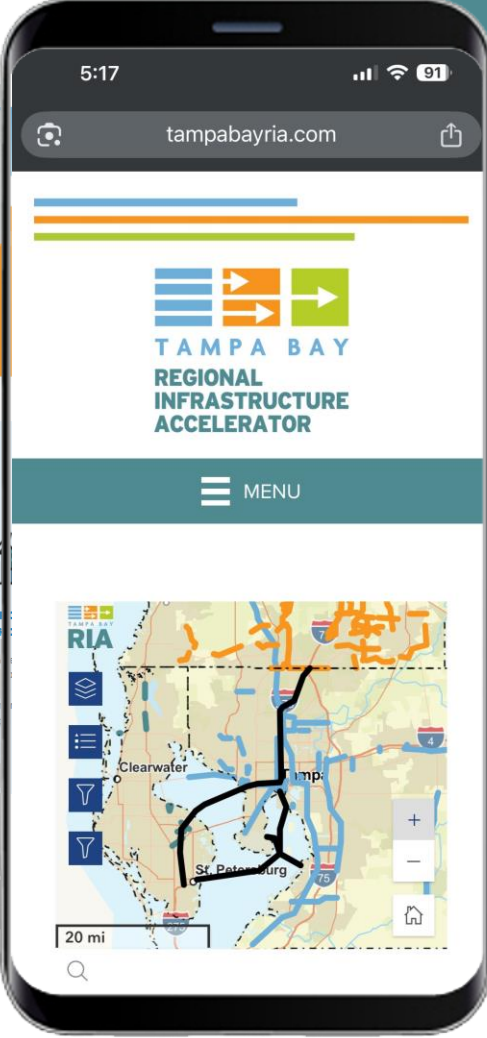 5:17
91
tampabayria.com
TAMPA BAY
REGIONAL
INFRASTRUCTURE
ACCELERATOR
MENU
TAMPA BAY
RIA
4
Clearwater
Tampa
+
St. Petersburg
75
−
275
20 mi